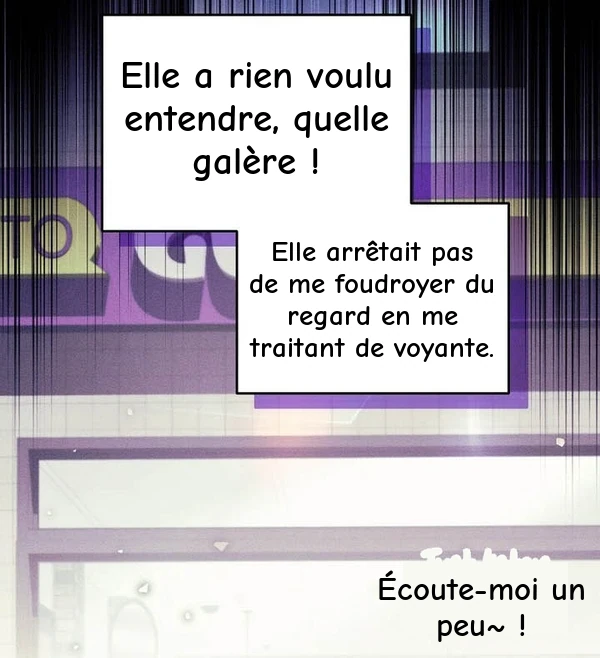 Elle a rien voulu
entendre, quelle
galère !
TO
Elle arrêtait pas
de me foudroyer du
regard en me
traitant de voyante.
Écoute-moi un
peu~ !